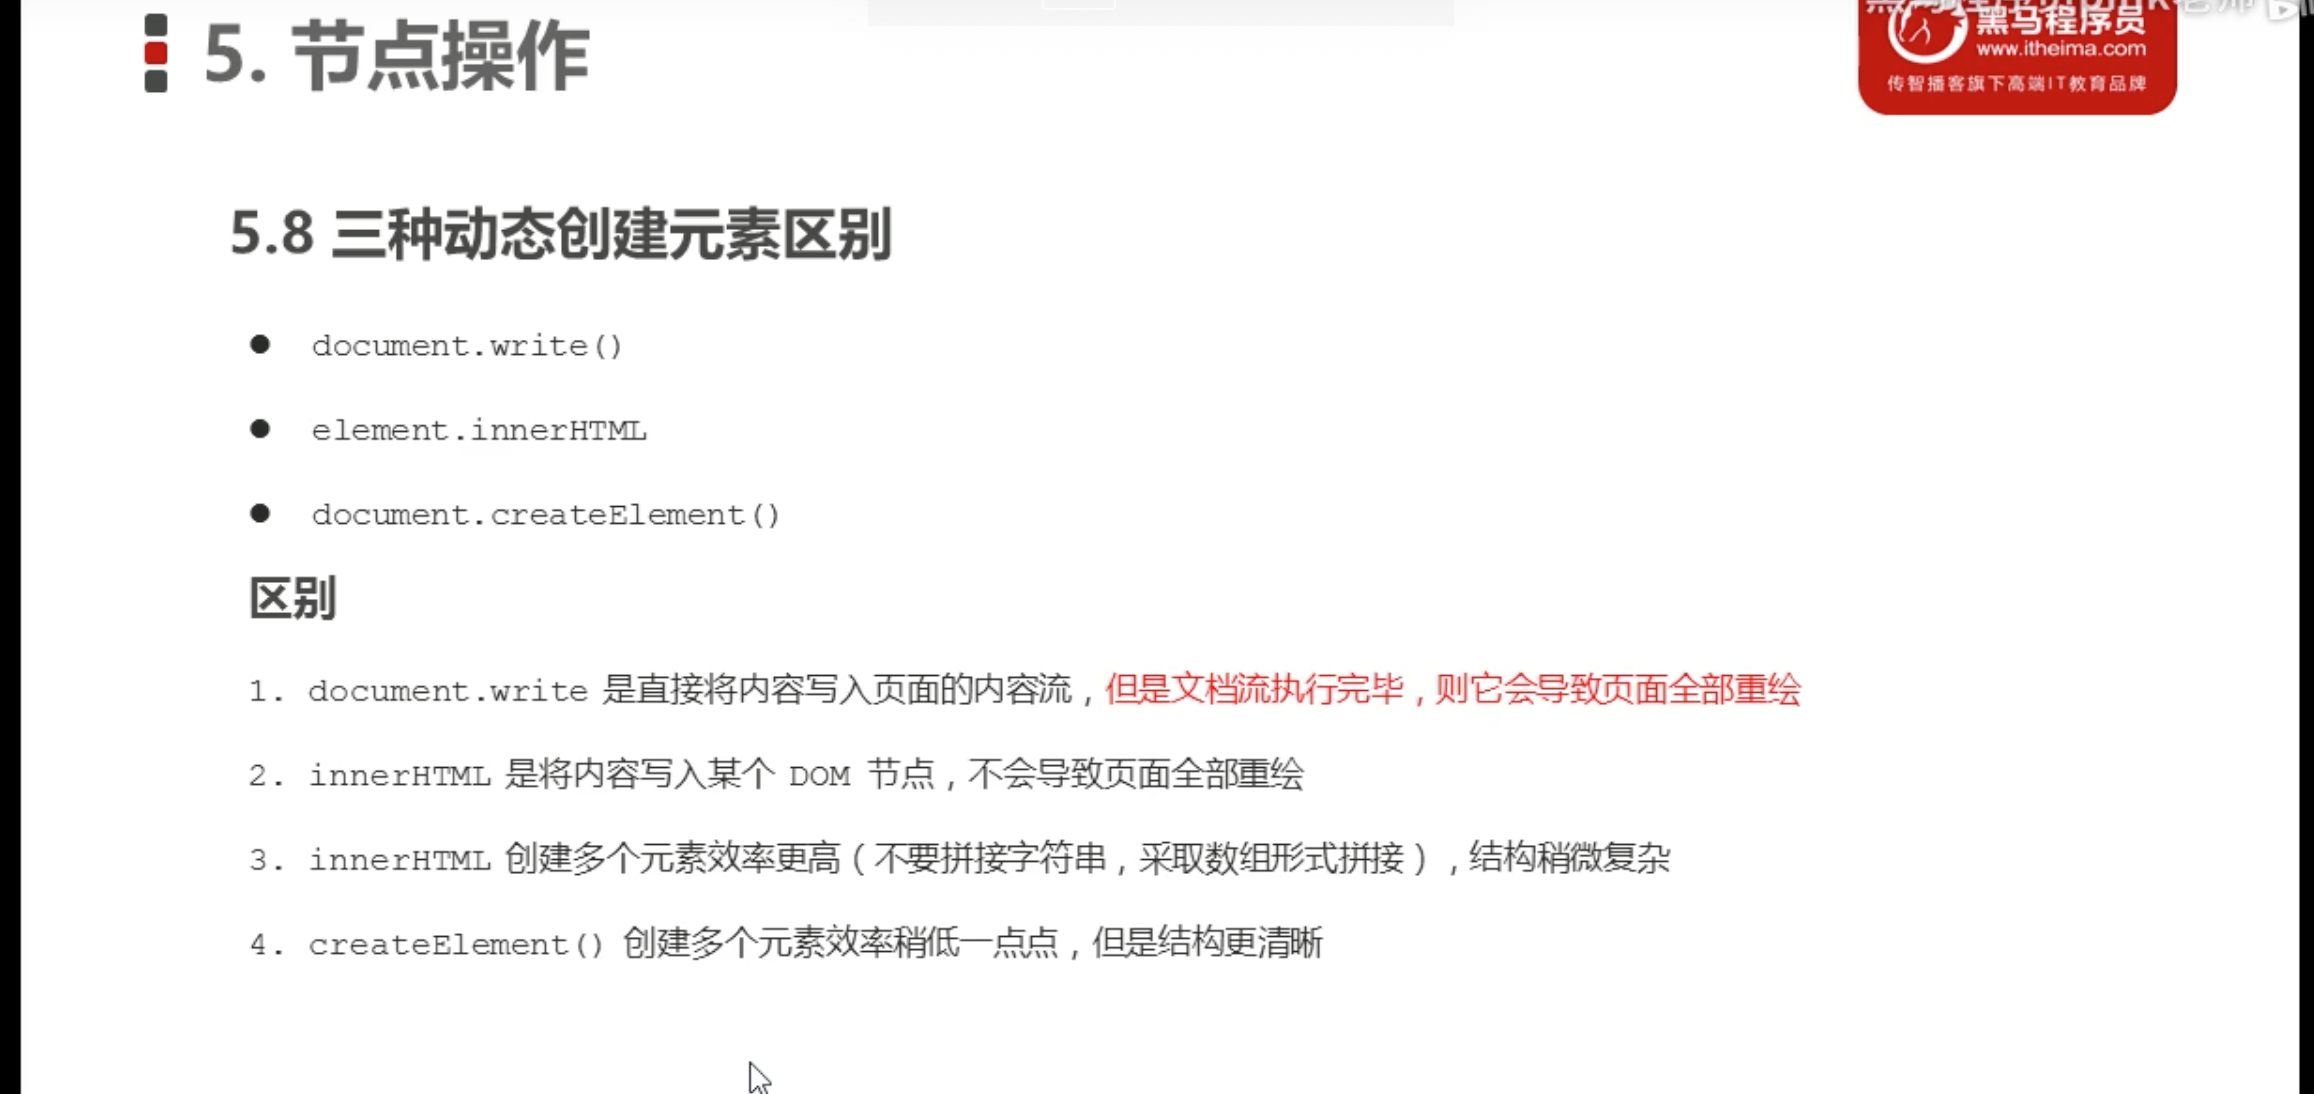 5. 节点操作
黑马程序员
www.itheima.com
传智播客旗下高端IT教育品牌
5.8 三种动态创建元素区别
● document.write()
● element.innerHTML
● document.createElement()
区别
1. document.write 是直接将内容写入页面的内容流，但是文档流执行完毕，则它会导致页面全部重绘
2. innerHTML 是将内容写入某个 DOM 节点，不会导致页面全部重绘
3. innerHTML 创建多个元素效率更高（不要拼接字符串，采取数组形式拼接），结构稍微复杂
4. createElement() 创建多个元素效率稍低一点点，但是结构更清晰